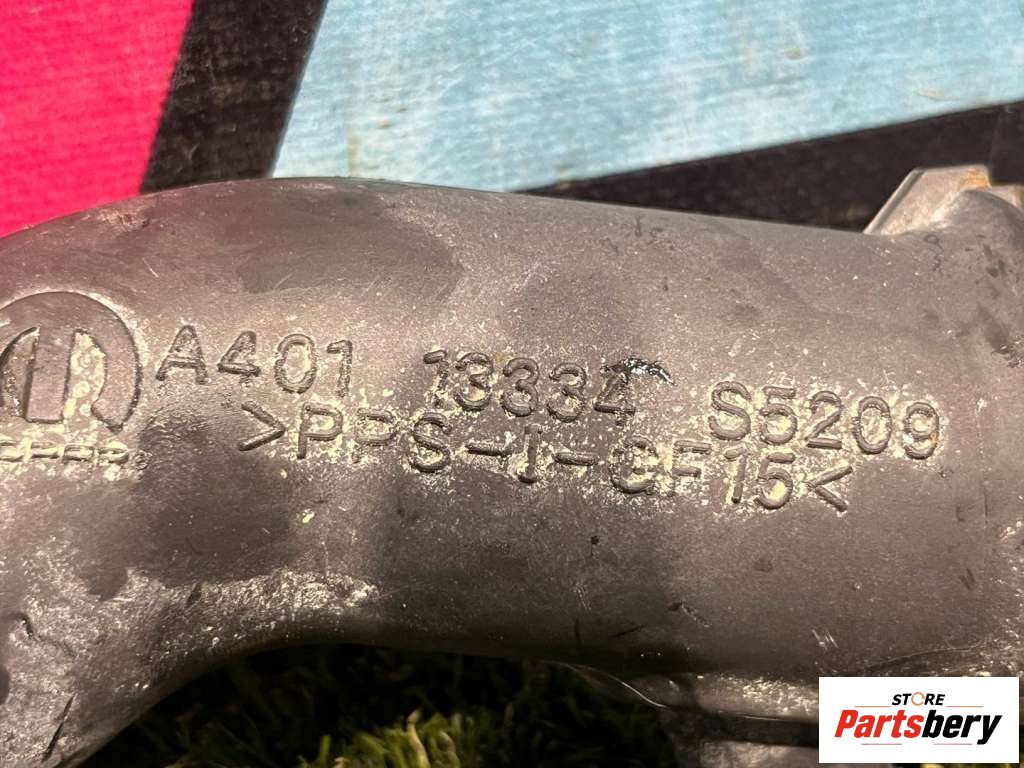 A401 13334 S5209
>PPS-I-GF15<
STORE
Partsbery